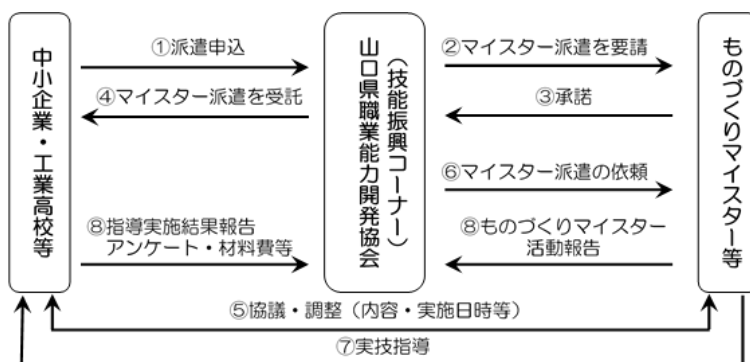 中小企業・工業高校等
①派遣申込
④マイスター派遣を受託
⑧指導実施結果報告
アンケート・材料費等
山口県職業能力開発協会
（技能振興コーナー）
②マイスター派遣を要請
③承諾
⑥マイスター派遣の依頼
⑧ものづくりマイスター
活動報告
ものづくりマイスター等
⑤協議・調整（内容・実施日時等）
⑦実技指導